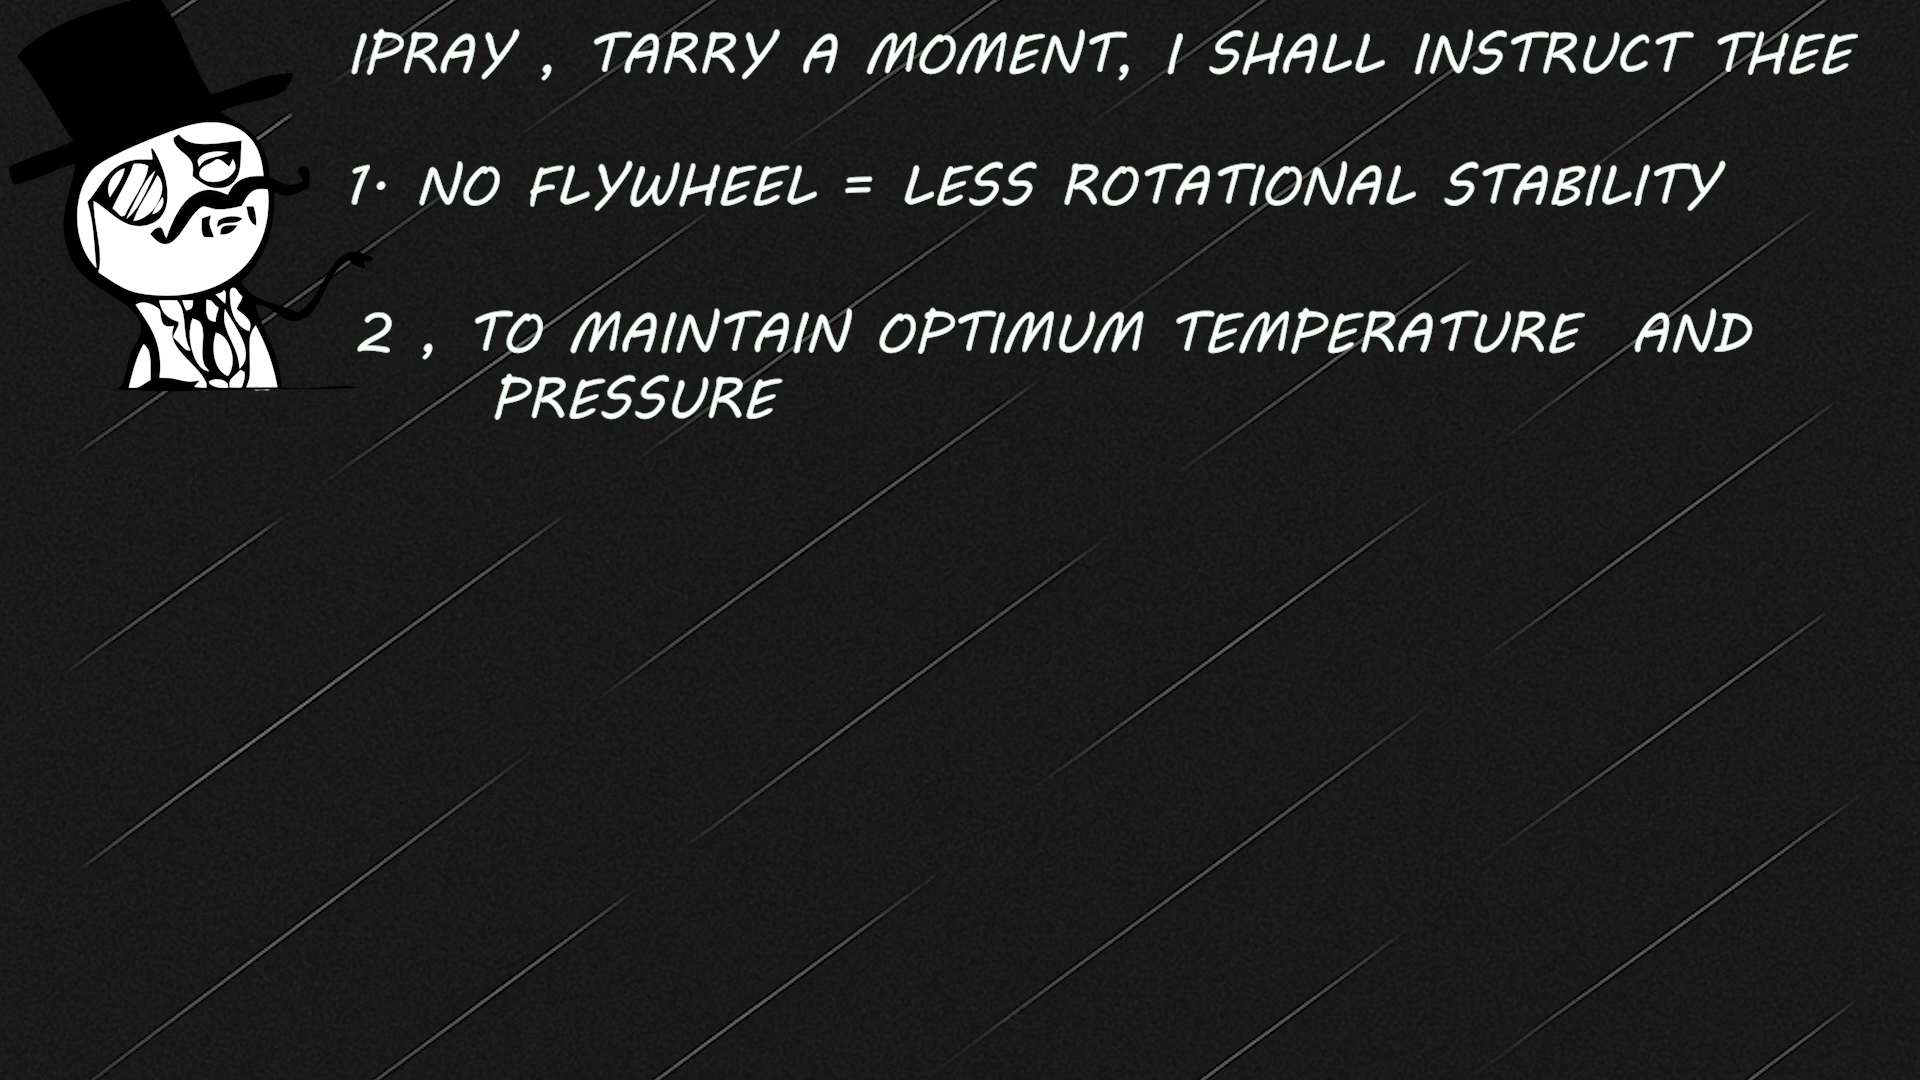 IPRAY , TARRY A MOMENT, I SHALL INSTRUCT THEE
1. NO FLYWHEEL = LESS ROTATIONAL STABILITY
2 , TO MAINTAIN OPTIMUM TEMPERATURE AND
PRESSURE